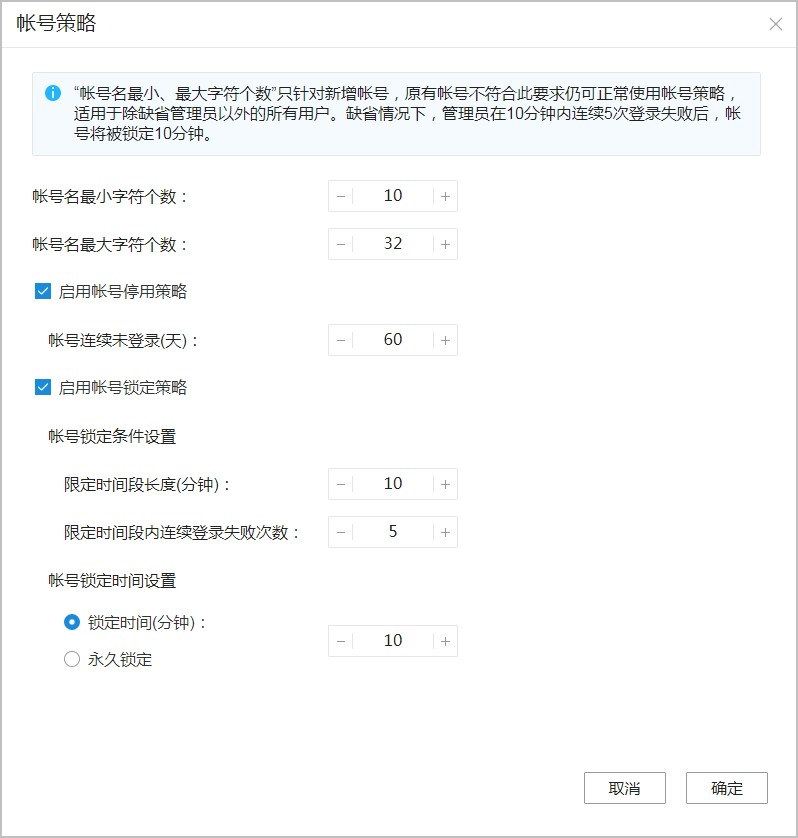 帐号策略
“帐号名最小、最大字符个数”只针对新增帐号，原有帐号不符合此要求仍可正常使用帐号策略，
适用于除缺省管理员以外的所有用户。缺省情况下，管理员在10分钟内连续5次登录失败后，帐
号将被锁定10分钟。
帐号名最小字符个数： − 10 +
帐号名最大字符个数： − 32 +
启用帐号停用策略
帐号连续未登录(天)： − 60 +
启用帐号锁定策略
帐号锁定条件设置
限定时间段长度(分钟)： − 10 +
限定时间段内连续登录失败次数： − 5 +
帐号锁定时间设置
锁定时间(分钟)： − 10 +
永久锁定
取消 确定